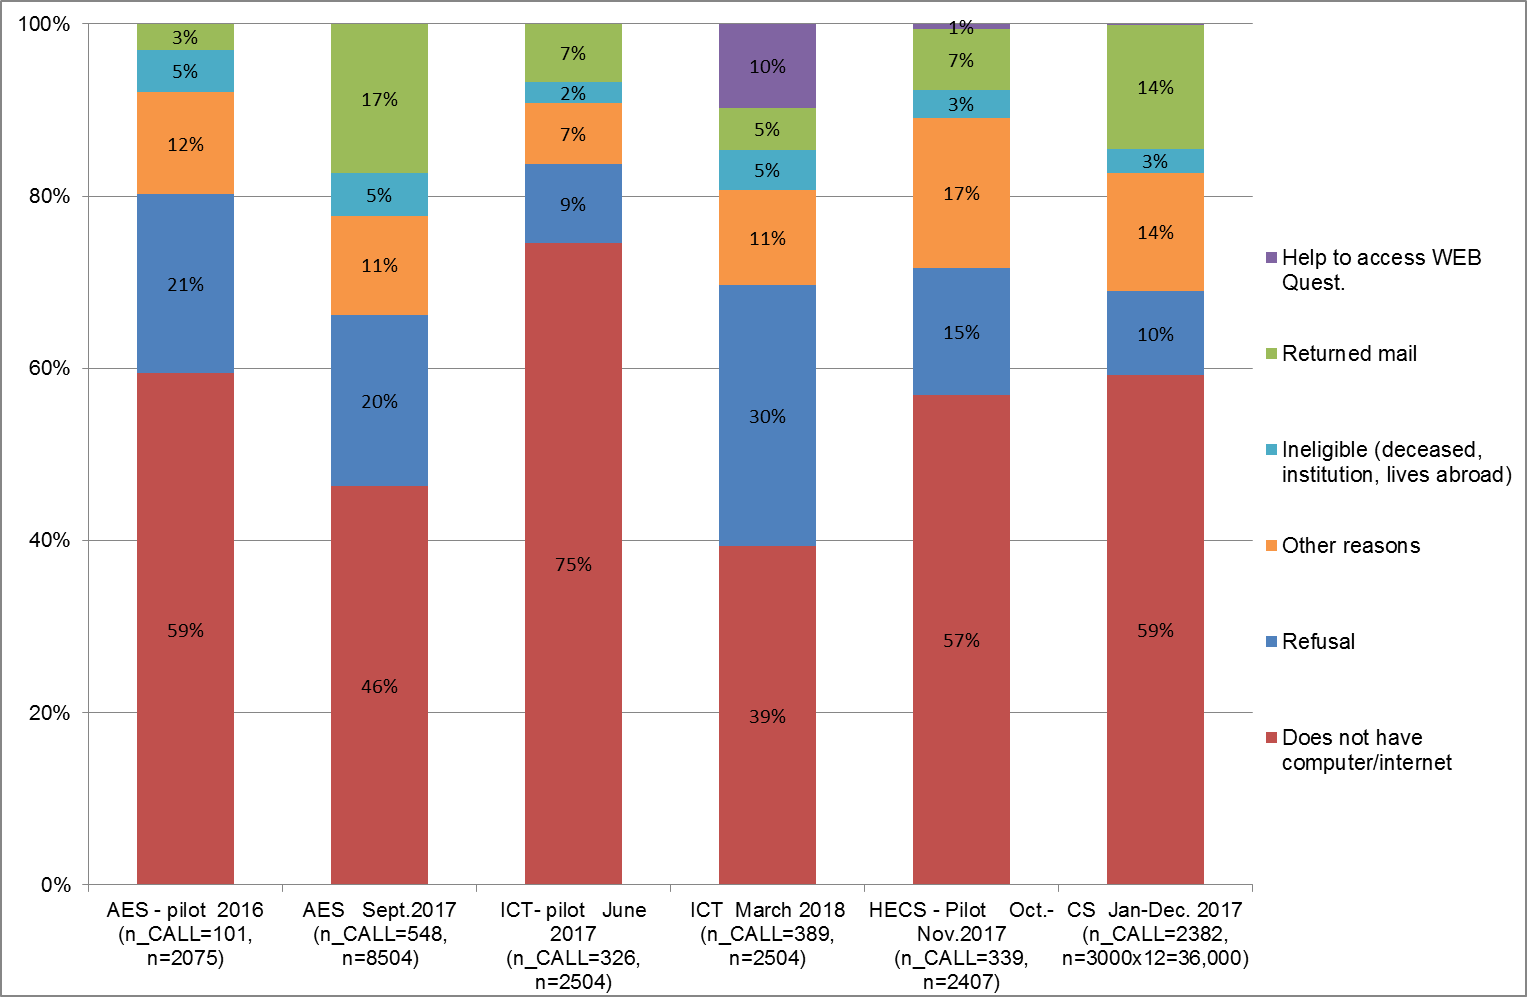 100%
80%
60%
40%
20%
0%
3%
5%
12%
21%
59%
17%
5%
11%
20%
46%
7%
2%
7%
9%
75%
10%
5%
5%
11%
30%
39%
1%
7%
3%
17%
15%
57%
14%
3%
14%
10%
59%
AES - pilot 2016
(n_CALL=101,
n=2075)
AES Sept.2017
(n_CALL=548,
n=8504)
ICT- pilot June
2017
(n_CALL=326,
n=2504)
ICT March 2018
(n_CALL=389,
n=2504)
HECS - Pilot Oct.-
Nov.2017
(n_CALL=339,
n=2407)
CS Jan-Dec. 2017
(n_CALL=2382,
n=3000x12=36,000)
Help to access WEB
Quest.
Returned mail
Ineligible (deceased,
institution, lives abroad)
Other reasons
Refusal
Does not have
computer/internet